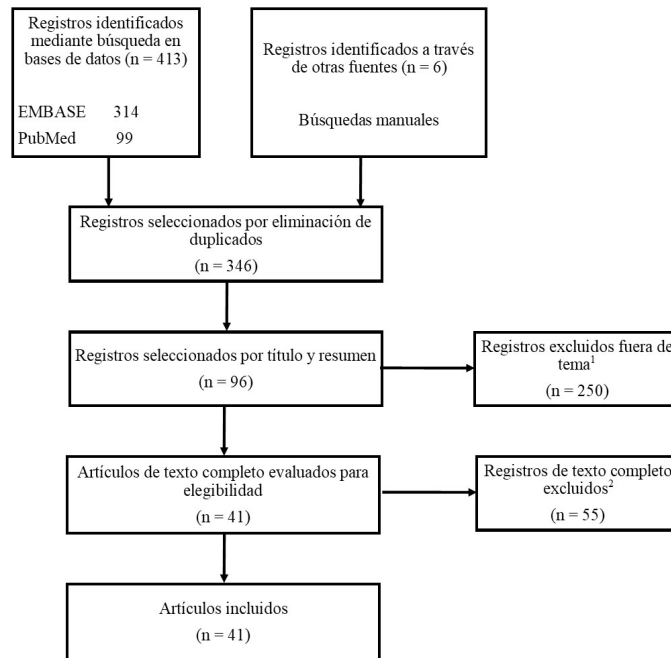 Registros identificados
mediante búsqueda en
bases de datos (n = 413)
EMBASE 314
PubMed 99
Registros identificados a través
de otras fuentes (n = 6)
Búsquedas manuales
Registros seleccionados por eliminación de
duplicados
(n = 346)
Registros seleccionados por título y resumen
(n = 96)
Registros excluidos fuera de
tema¹
(n = 250)
Artículos de texto completo evaluados para
elegibilidad
(n = 41)
Registros de texto completo
excluidos²
(n = 55)
Artículos incluidos
(n = 41)